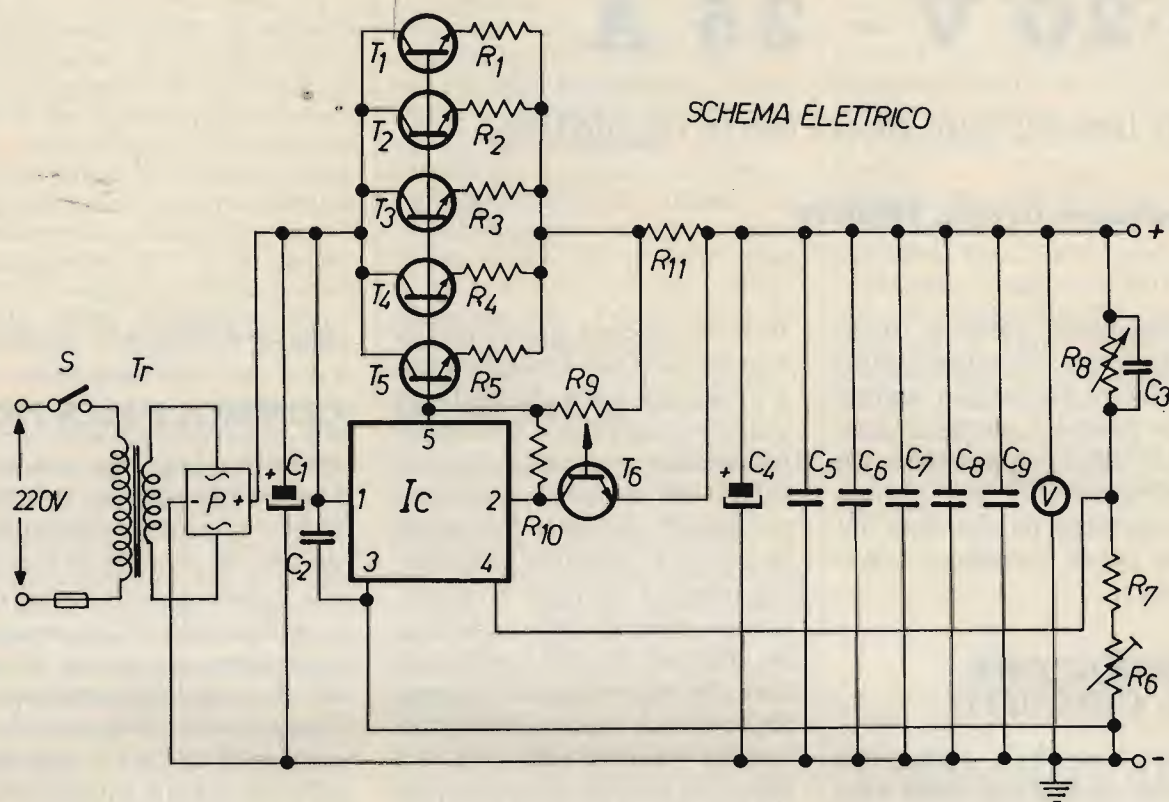 SCHEMA ELETTRICO
T1
R1
T2
R2
T3
R3
T4
R4
T5
R5
R11
+
S
Tr
220V
- P +
+ C1
C2
5
1 Ic 2
3 4
R9
R10
T6
+ C4
C5
C6
C7
C8
C9
V
R8
C3
R7
R6
-